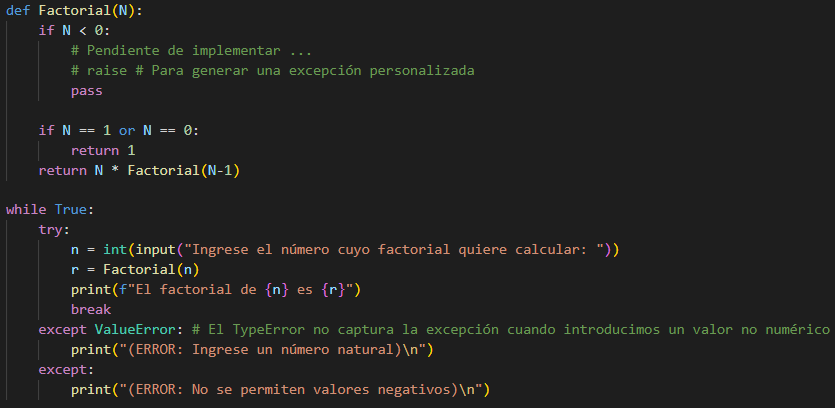 def Factorial(N):
    if N < 0:
        # Pendiente de implementar ...
        # raise # Para generar una excepción personalizada
        pass

    if N == 1 or N == 0:
        return 1
    return N * Factorial(N-1)

while True:
    try:
        n = int(input("Ingrese el número cuyo factorial quiere calcular: "))
        r = Factorial(n)
        print(f"El factorial de {n} es {r}")
        break
    except ValueError: # El TypeError no captura la excepción cuando introducimos un valor no numérico
        print("(ERROR: Ingrese un número natural)\n")
    except:
        print("(ERROR: No se permiten valores negativos)\n")